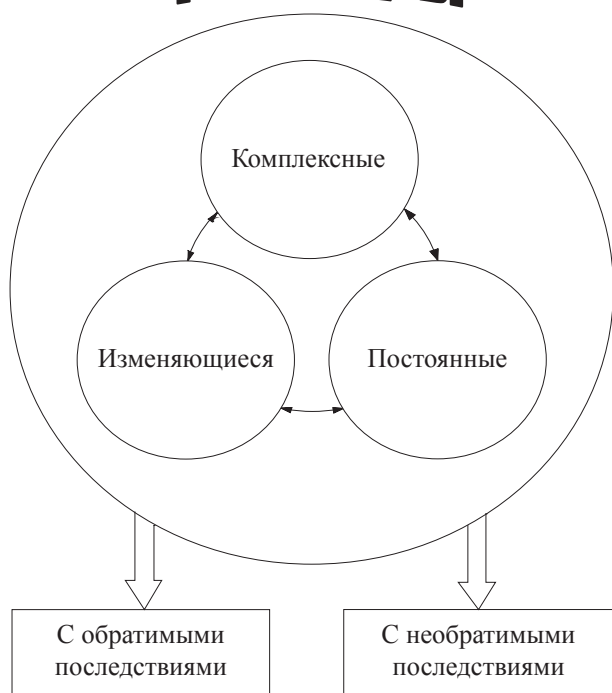 Комплексные
Изменяющиеся
Постоянные
С обратимыми
последствиями
С необратимыми
последствиями